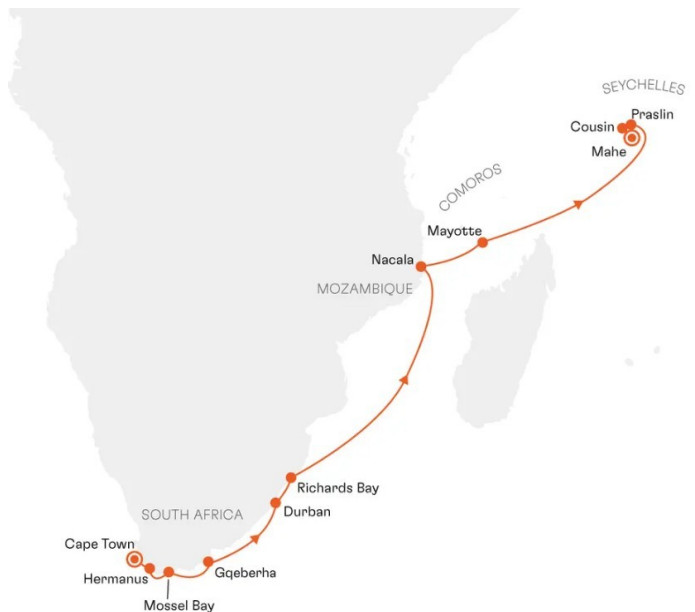 SEYCHELLES
Praslin
Cousin
Mahe
COMOROS
Mayotte
Nacala
MOZAMBIQUE
Richards Bay
Durban
SOUTH AFRICA
Cape Town
Gqeberha
Hermanus
Mossel Bay